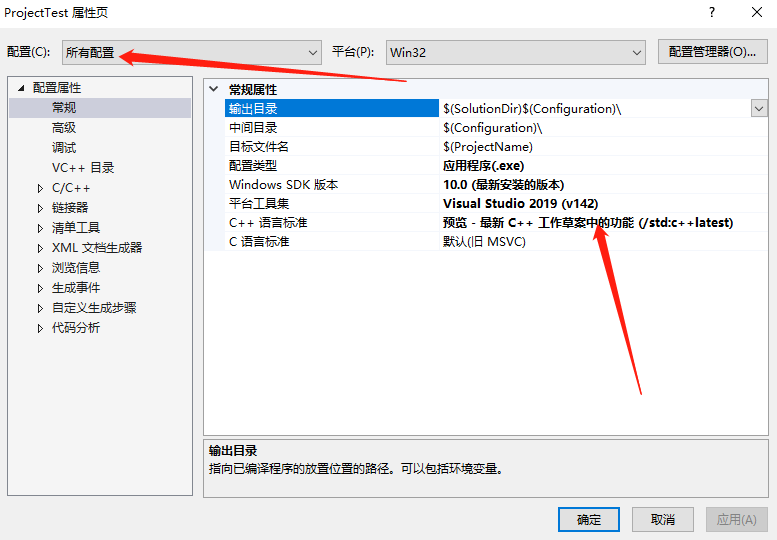 ProjectTest 属性页
配置(C): 所有配置 平台(P): Win32 配置管理器(O)...
配置属性
常规
高级
调试
VC++ 目录
C/C++
链接器
清单工具
XML 文档生成器
浏览信息
生成事件
自定义生成步骤
代码分析
常规属性
输出目录 $(SolutionDir)$(Configuration)\
中间目录 $(Configuration)\
目标文件名 $(ProjectName)
配置类型 应用程序(.exe)
Windows SDK 版本 10.0 (最新安装的版本)
平台工具集 Visual Studio 2019 (v142)
C++ 语言标准 预览 - 最新 C++ 工作草案中的功能 (/std:c++latest)
C 语言标准 默认(旧 MSVC)
输出目录
指向已编译程序的放置位置的路径。可以包括环境变量。
确定 取消 应用(A)